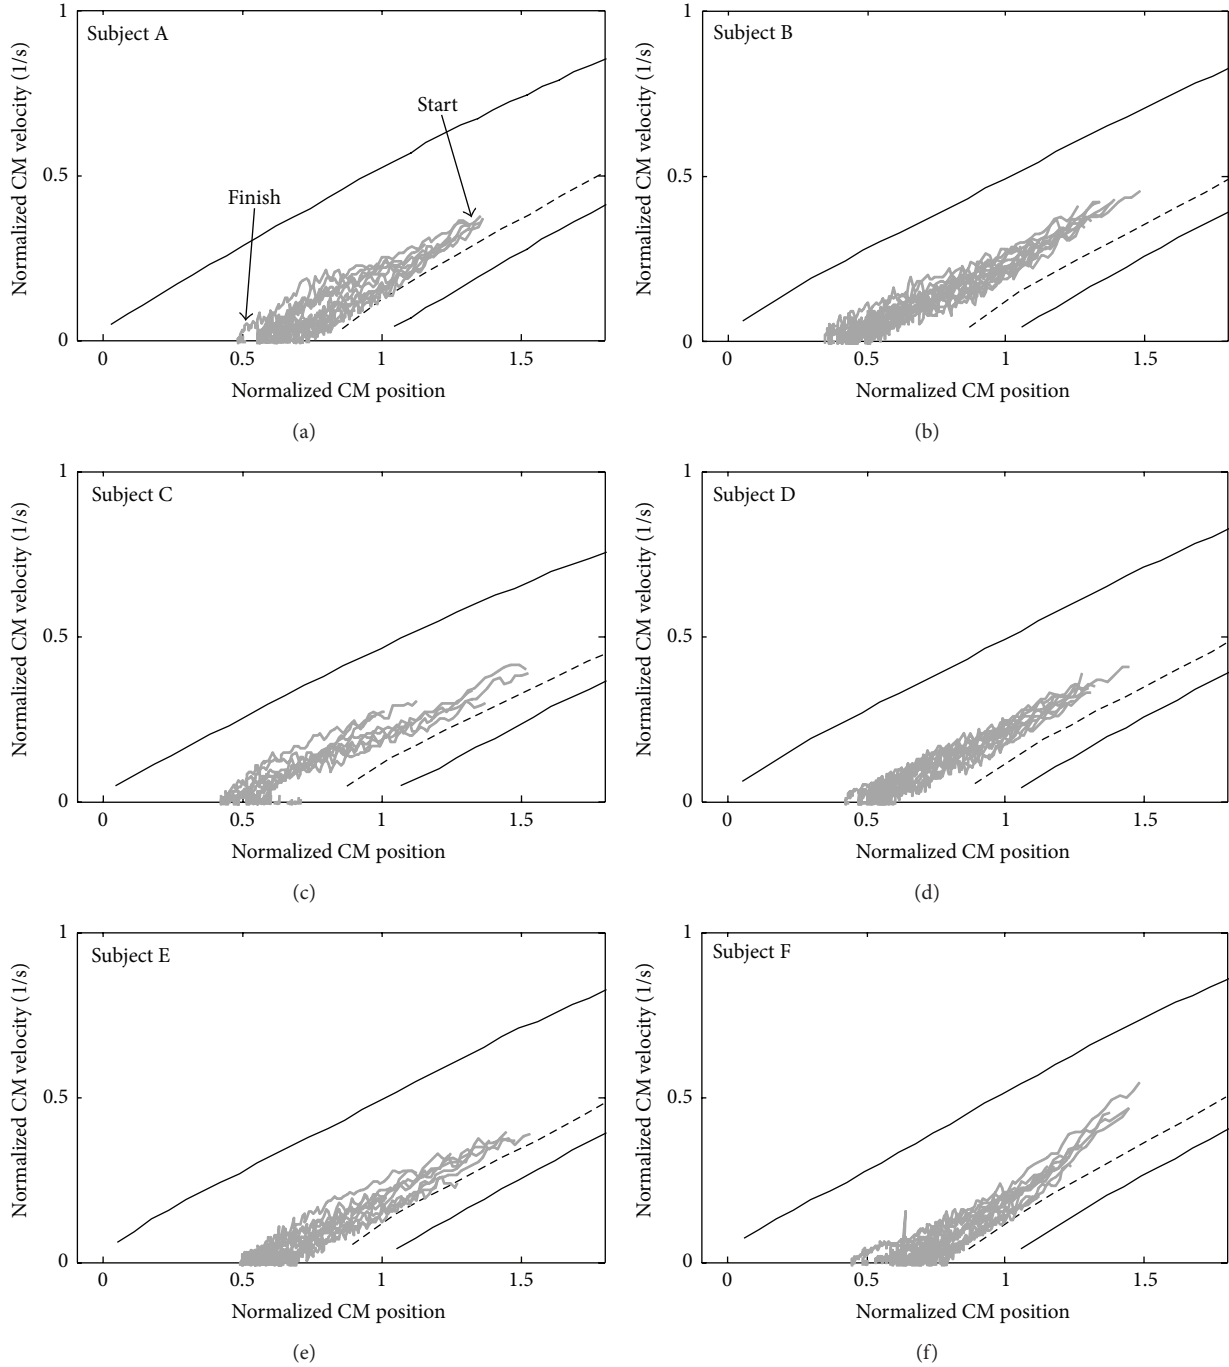 Subject A
Start
Finish
Normalized CM velocity (1/s)
1
0.5
0
0
0.5
1
1.5
Normalized CM position
(a)
Subject B
Normalized CM velocity (1/s)
1
0.5
0
0
0.5
1
1.5
Normalized CM position
(b)
Subject C
Normalized CM velocity (1/s)
1
0.5
0
0
0.5
1
1.5
Normalized CM position
(c)
Subject D
Normalized CM velocity (1/s)
1
0.5
0
0
0.5
1
1.5
Normalized CM position
(d)
Subject E
Normalized CM velocity (1/s)
1
0.5
0
0
0.5
1
1.5
Normalized CM position
(e)
Subject F
Normalized CM velocity (1/s)
1
0.5
0
0
0.5
1
1.5
Normalized CM position
(f)